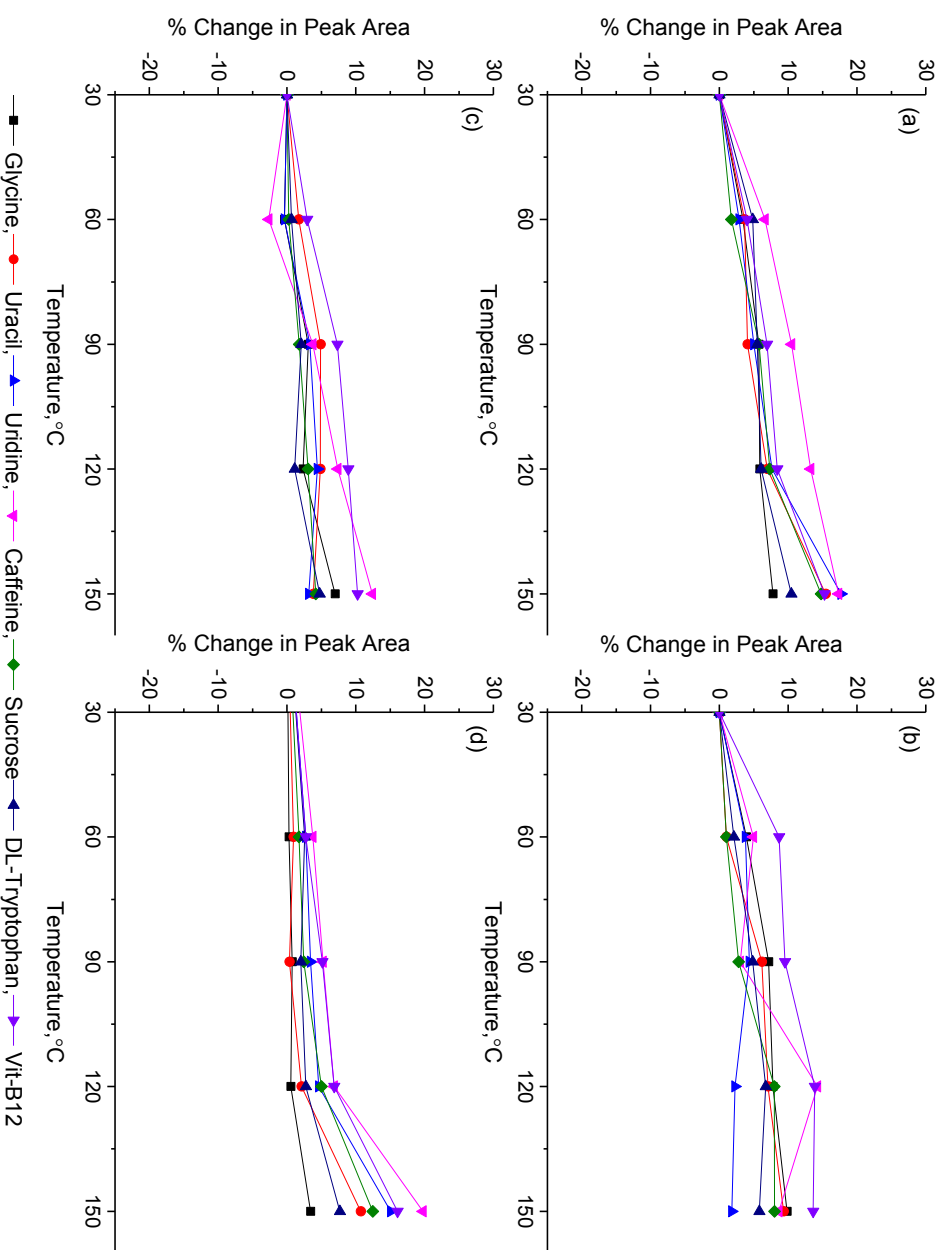 (a)
% Change in Peak Area
30
20
10
0
-10
-20
30 60 90 120 150
Temperature,°C
(b)
% Change in Peak Area
30
20
10
0
-10
-20
30 60 90 120 150
Temperature,°C
(c)
% Change in Peak Area
30
20
10
0
-10
-20
30 60 90 120 150
Temperature,°C
(d)
% Change in Peak Area
30
20
10
0
-10
-20
30 60 90 120 150
Temperature,°C
Glycine, Uracil, Uridine, Caffeine, Sucrose DL-Tryptophan, Vit-B12